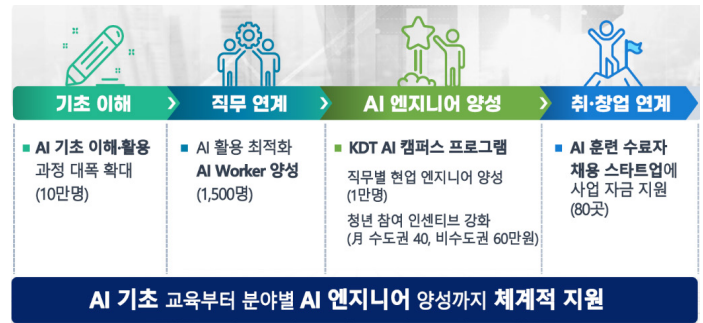 기초 이해
직무 연계
AI 엔지니어 양성
취·창업 연계
AI 기초 이해·활용
과정 대폭 확대
(10만명)
AI 활용 최적화
AI Worker 양성
(1,500명)
KDT AI 캠퍼스 프로그램
직무별 현업 엔지니어 양성
(1만명)
청년 참여 인센티브 강화
(月 수도권 40, 비수도권 60만원)
AI 훈련 수료자
채용 스타트업에
사업 자금 지원
(80곳)
AI 기초 교육부터 분야별 AI 엔지니어 양성까지 체계적 지원